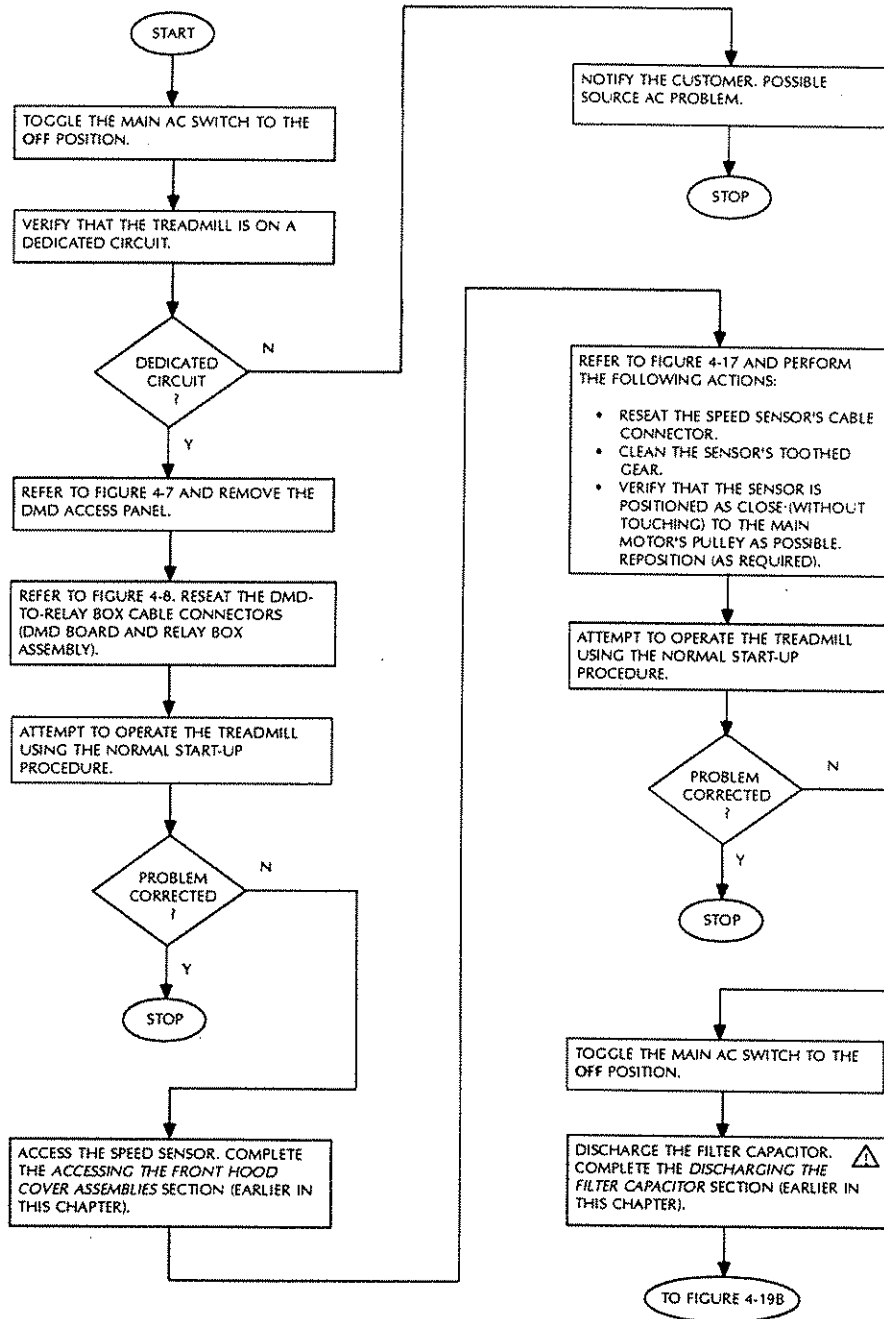 START
TOGGLE THE MAIN AC SWITCH TO THE
OFF POSITION.
VERIFY THAT THE TREADMILL IS ON A
DEDICATED CIRCUIT.
DEDICATED
CIRCUIT
?
N
Y
REFER TO FIGURE 4-7 AND REMOVE THE
DMD ACCESS PANEL.
REFER TO FIGURE 4-8. RESEAT THE DMD-
TO-RELAY BOX CABLE CONNECTORS
(DMD BOARD AND RELAY BOX
ASSEMBLY).
ATTEMPT TO OPERATE THE TREADMILL
USING THE NORMAL START-UP
PROCEDURE.
PROBLEM
CORRECTED
?
N
Y
STOP
ACCESS THE SPEED SENSOR. COMPLETE
THE ACCESSING THE FRONT HOOD
COVER ASSEMBLIES SECTION (EARLIER IN
THIS CHAPTER).
NOTIFY THE CUSTOMER. POSSIBLE
SOURCE AC PROBLEM.
STOP
REFER TO FIGURE 4-17 AND PERFORM
THE FOLLOWING ACTIONS:
• RESEAT THE SPEED SENSOR'S CABLE
CONNECTOR.
• CLEAN THE SENSOR'S TOOTHED
GEAR.
• VERIFY THAT THE SENSOR IS
POSITIONED AS CLOSE (WITHOUT
TOUCHING) TO THE MAIN
MOTOR'S PULLEY AS POSSIBLE.
REPOSITION (AS REQUIRED).
ATTEMPT TO OPERATE THE TREADMILL
USING THE NORMAL START-UP
PROCEDURE.
PROBLEM
CORRECTED
?
N
Y
STOP
TOGGLE THE MAIN AC SWITCH TO THE
OFF POSITION.
DISCHARGE THE FILTER CAPACITOR.
COMPLETE THE DISCHARGING THE
FILTER CAPACITOR SECTION (EARLIER IN
THIS CHAPTER).
TO FIGURE 4-19B